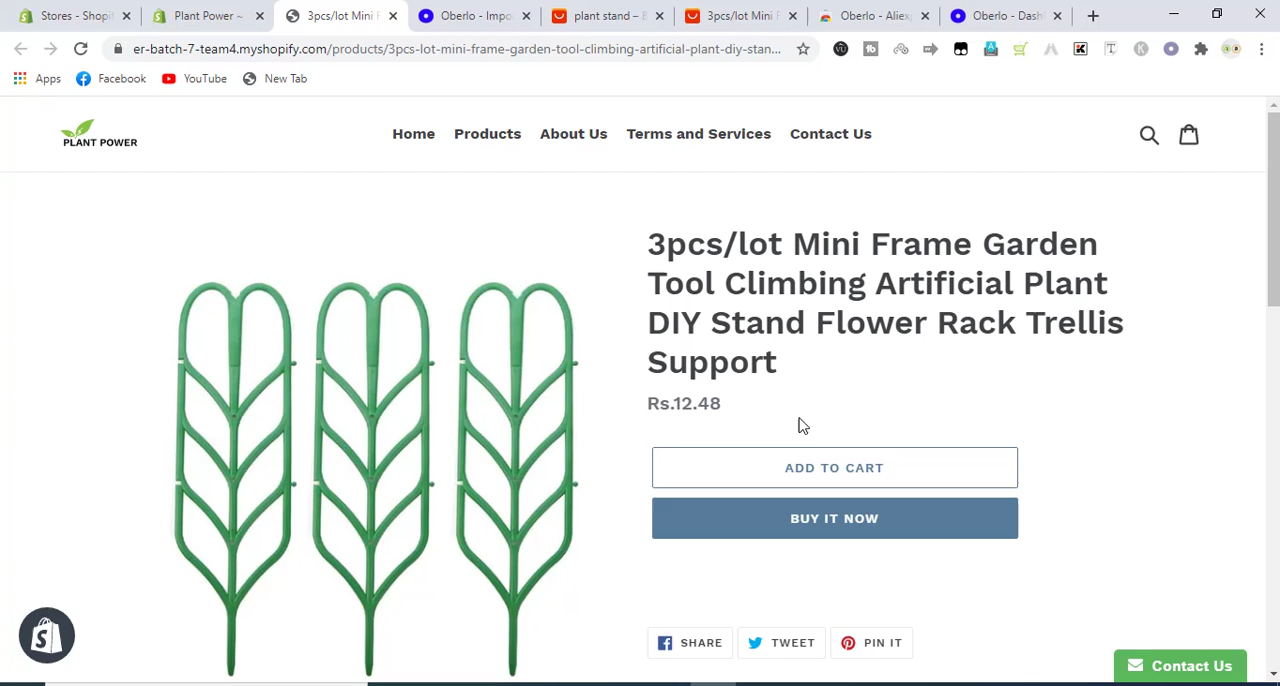 Stores - Shopi
Plant Power ~
3pcs/lot Mini F
Oberlo - Impo
plant stand – B
3pcs/lot Mini F
Oberlo - Aliex
Oberlo - Dash
er-batch-7-team4.myshopify.com/products/3pcs-lot-mini-frame-garden-tool-climbing-artificial-plant-diy-stan...
Apps Facebook YouTube New Tab
PLANT POWER
Home Products About Us Terms and Services Contact Us
3pcs/lot Mini Frame Garden
Tool Climbing Artificial Plant
DIY Stand Flower Rack Trellis
Support
Rs.12.48
ADD TO CART
BUY IT NOW
SHARE TWEET PIN IT
Contact Us